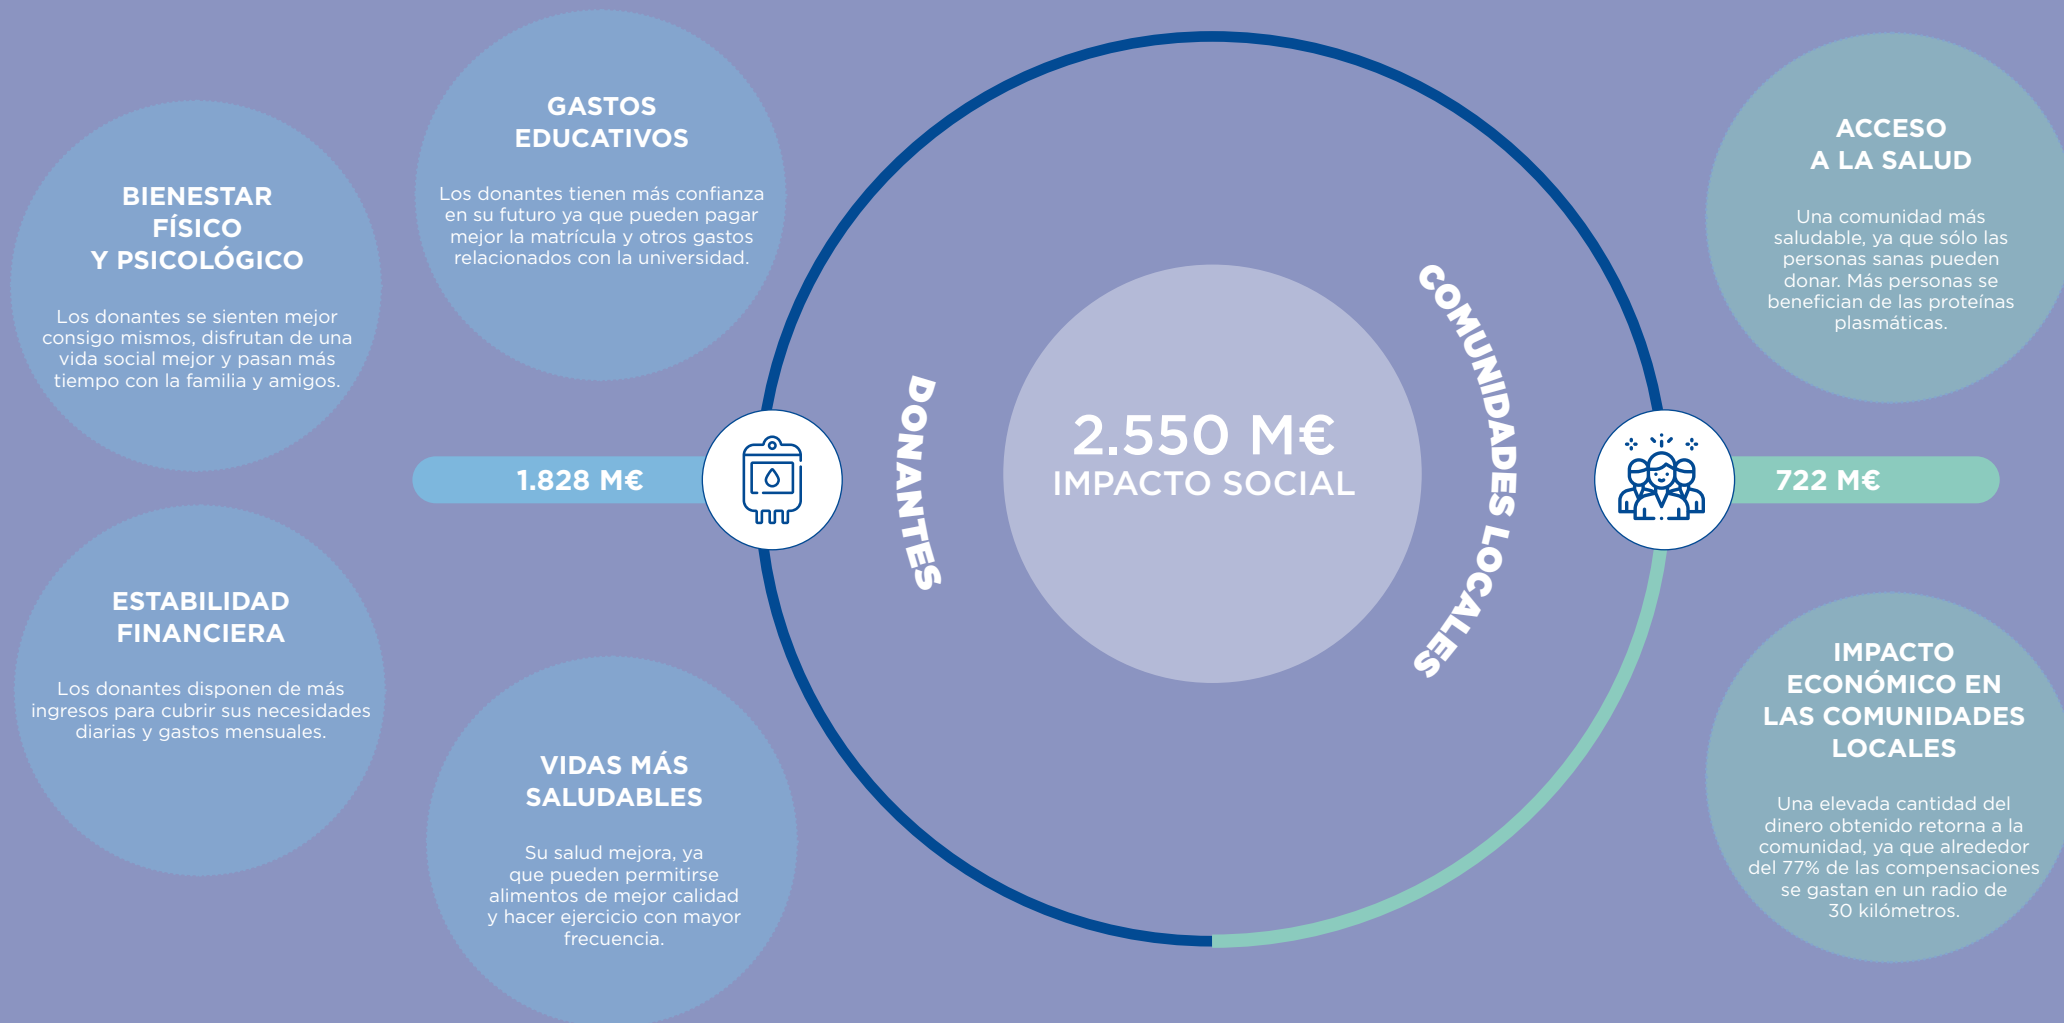 BIENESTAR
FÍSICO
Y PSICOLÓGICO
Los donantes se sienten mejor
consigo mismos, disfrutan de una
vida social mejor y pasan más
tiempo con la familia y amigos.
GASTOS
EDUCATIVOS
Los donantes tienen más confianza
en su futuro ya que pueden pagar
mejor la matrícula y otros gastos
relacionados con la universidad.
1.828 M€
ESTABILIDAD
FINANCIERA
Los donantes disponen de más
ingresos para cubrir sus necesidades
diarias y gastos mensuales.
VIDAS MÁS
SALUDABLES
Su salud mejora, ya
que pueden permitirse
alimentos de mejor calidad
y hacer ejercicio con mayor
frecuencia.
DONANTES
2.550 M€
IMPACTO SOCIAL
COMUNIDADES LOCALES
722 M€
ACCESO
A LA SALUD
Una comunidad más
saludable, ya que sólo las
personas sanas pueden
donar. Más personas se
benefician de las proteínas
plasmáticas.
IMPACTO
ECONÓMICO EN
LAS COMUNIDADES
LOCALES
Una elevada cantidad del
dinero obtenido retorna a la
comunidad, ya que alrededor
del 77% de las compensaciones
se gastan en un radio de
30 kilómetros.